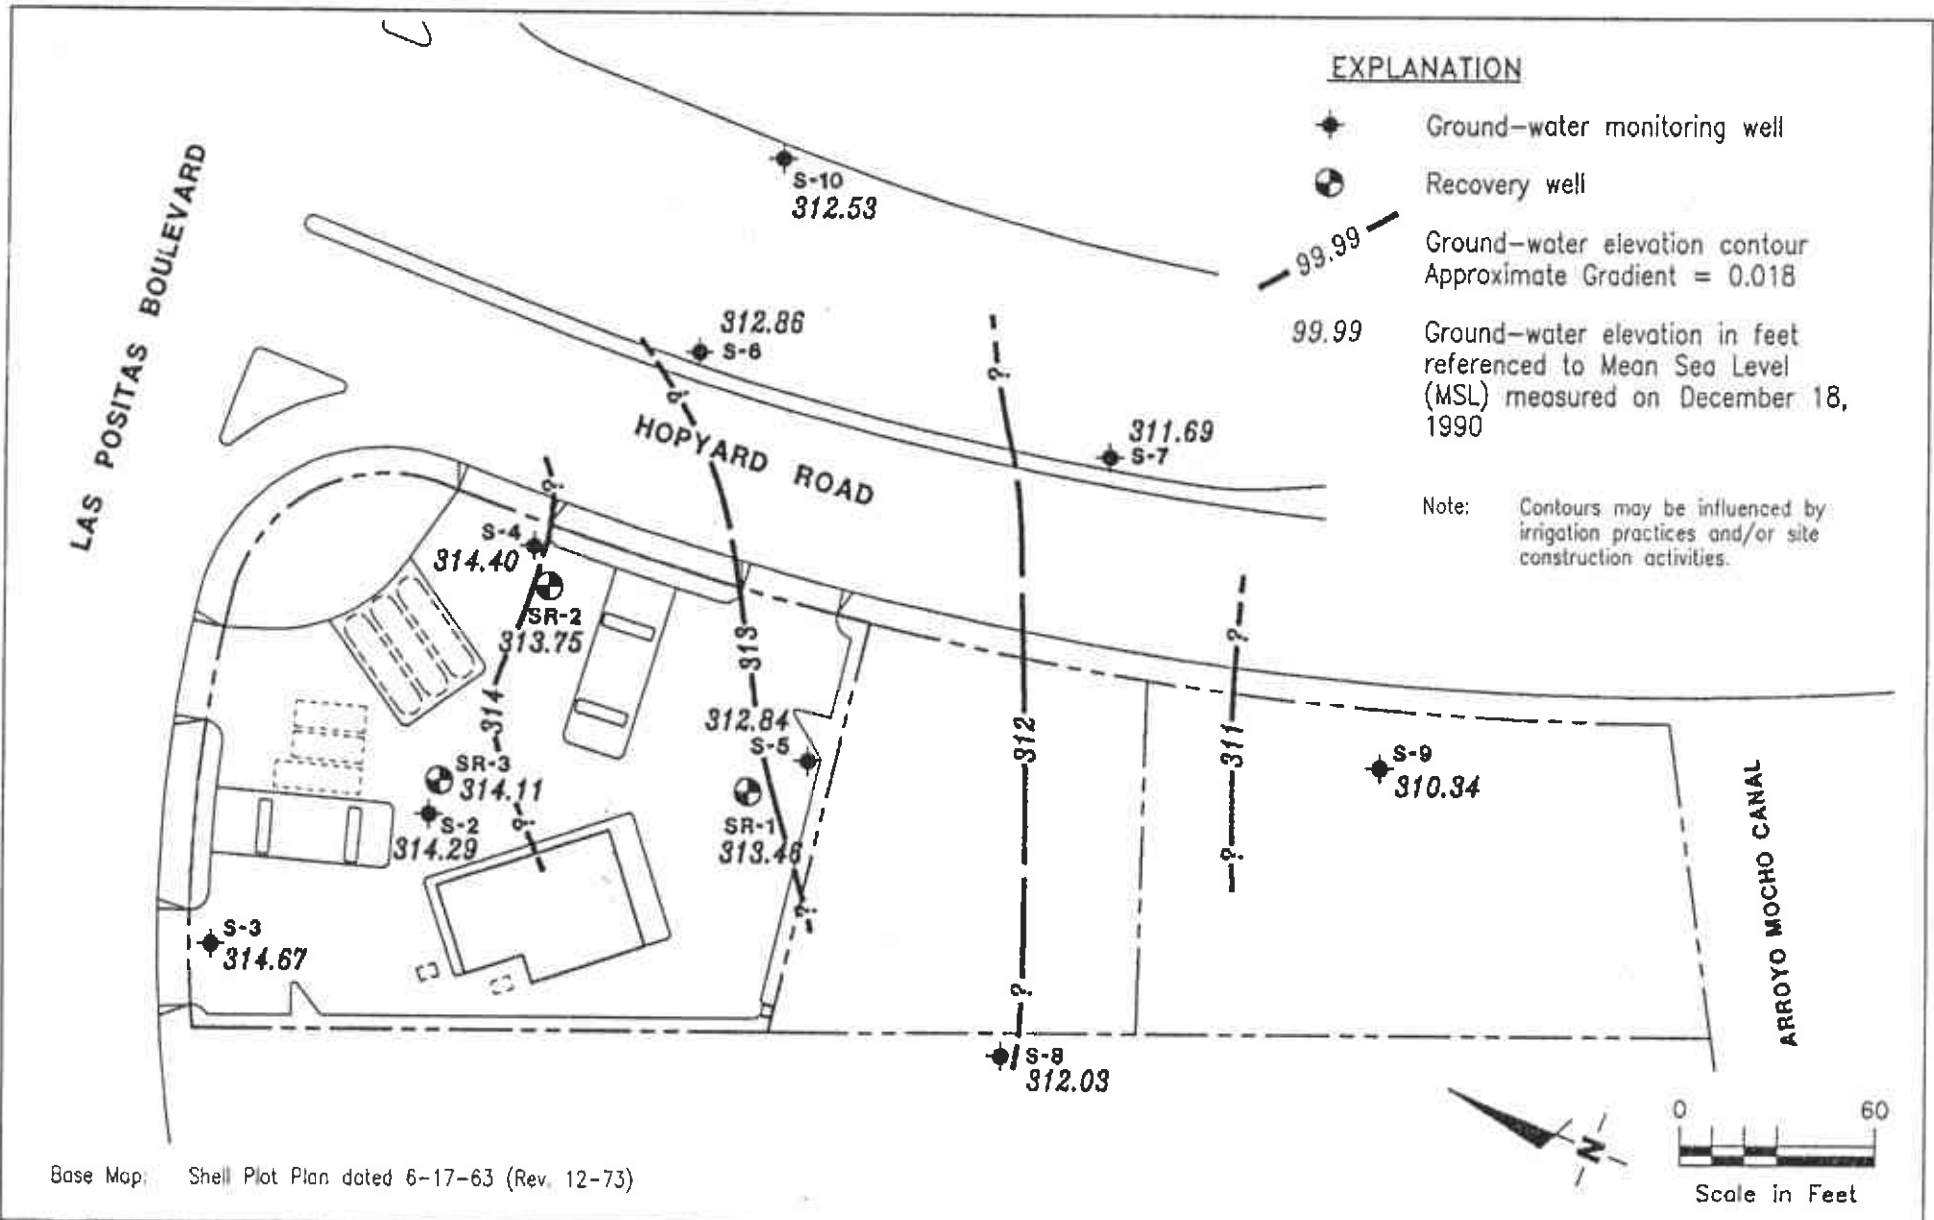 EXPLANATION
Ground-water monitoring well
Recovery well
99.99
Ground-water elevation contour
Approximate Gradient = 0.018
99.99
Ground-water elevation in feet
referenced to Mean Sea Level
(MSL) measured on December 18,
1990
Note: Contours may be influenced by
irrigation practices and/or site
construction activities.
LAS POSITAS BOULEVARD
S-10
312.53
312.86
S-6
?
?
HOPYARD ROAD
311.69
S-7
?
S-4
314.40
SR-2
313.75
?
313
314
312.84
S-5
312
311
S-9
310.34
SR-3
314.11
?
S-2
314.29
SR-1
313.46
?
?
S-3
314.67
?
S-8
312.03
ARROYO MOCHO CANAL
N
0 60
Scale in Feet
Base Map: Shell Plot Plan dated 6-17-63 (Rev. 12-73)